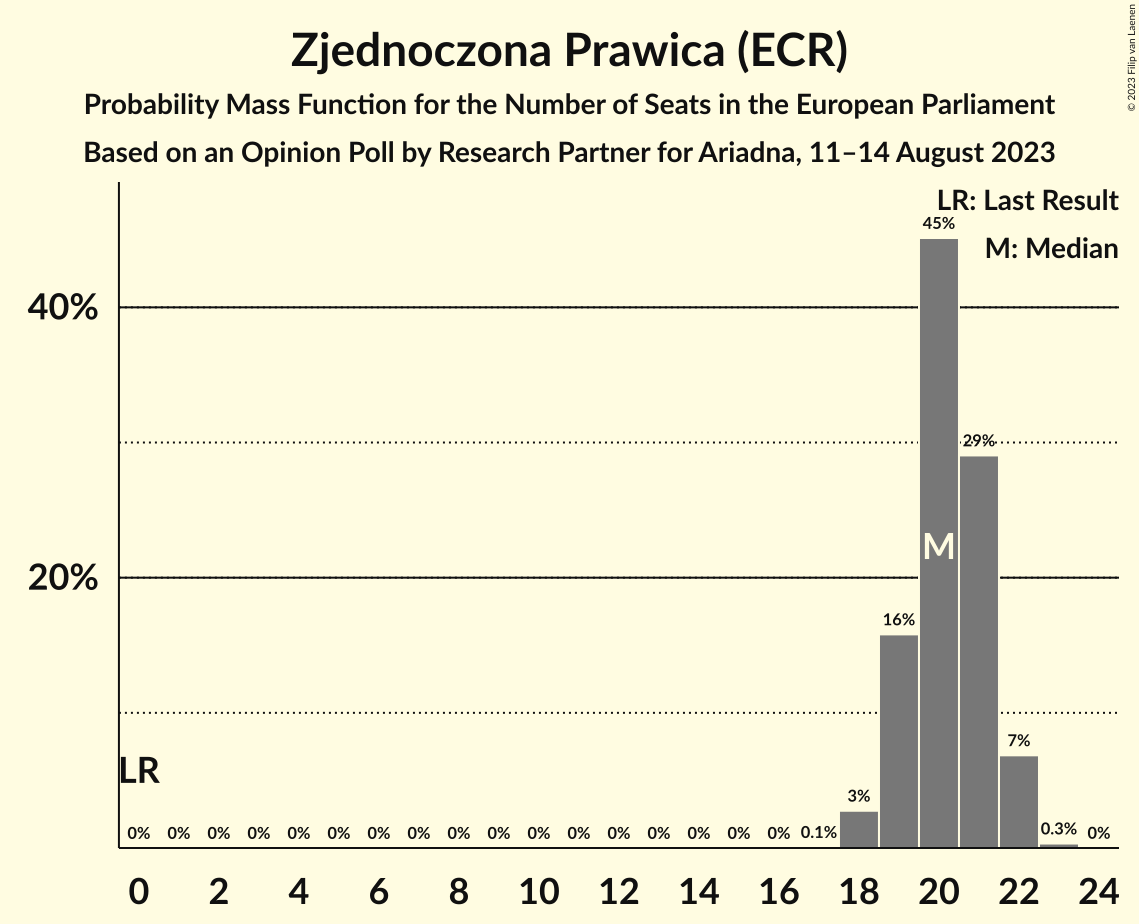 Zjednoczona Prawica (ECR)
Probability Mass Function for the Number of Seats in the European Parliament
Based on an Opinion Poll by Research Partner for Ariadna, 11–14 August 2023
© 2023 Filip van Laenen
LR: Last Result
M: Median
45%
40%
29%
M
20%
16%
7%
LR
3%
0% 0% 0% 0% 0% 0% 0% 0% 0% 0% 0% 0% 0% 0% 0% 0% 0% 0.1% 0.3% 0%
0 2 4 6 8 10 12 14 16 18 20 22 24